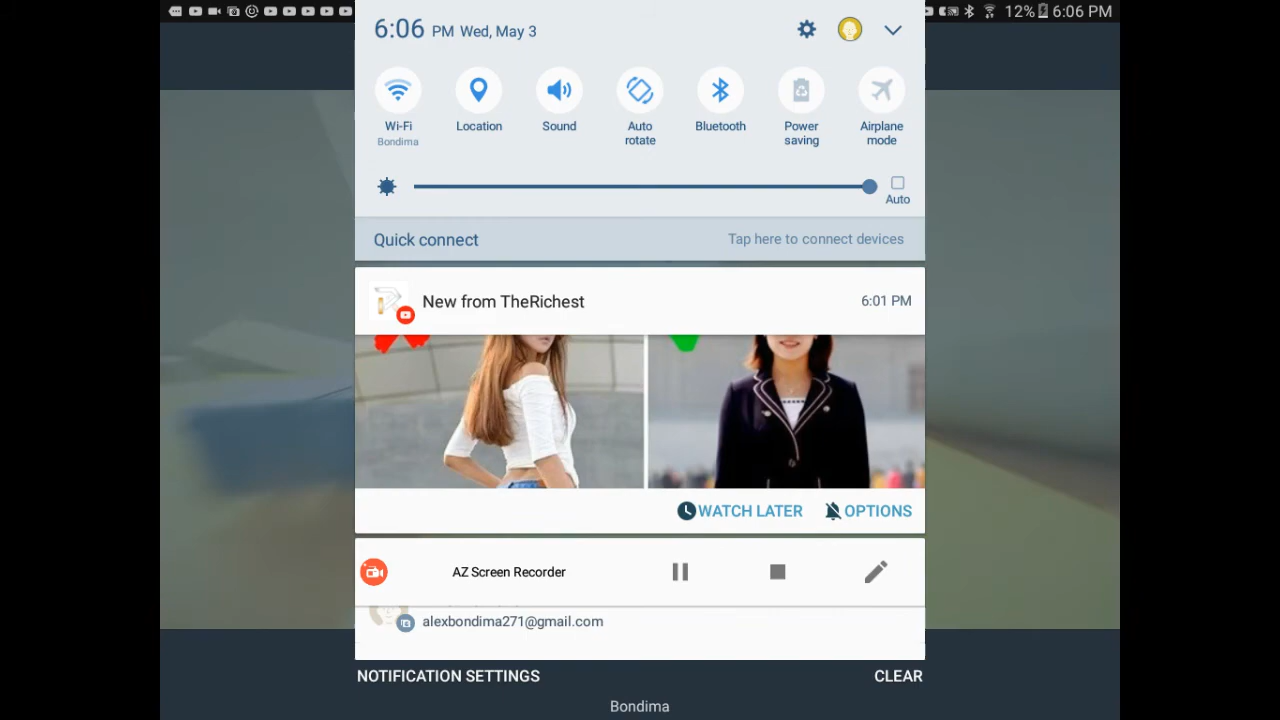 12% 6:06 PM
6:06 PM Wed, May 3
Wi-Fi
Bondima
Location
Sound
Auto
rotate
Bluetooth
Power
saving
Airplane
mode
Auto
Quick connect
Tap here to connect devices
New from TheRichest
6:01 PM
WATCH LATER
OPTIONS
AZ Screen Recorder
alexbondima271@gmail.com
NOTIFICATION SETTINGS
CLEAR
Bondima